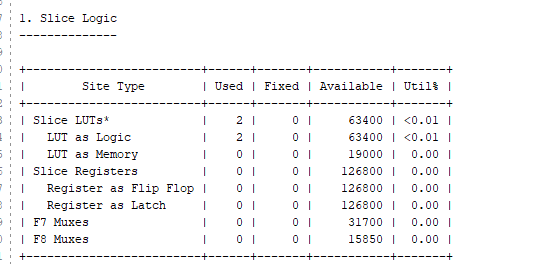 1. Slice Logic
--------------
+----------------------------+------+-------+-----------+-------+
|          Site Type         | Used | Fixed | Available | Util% |
+----------------------------+------+-------+-----------+-------+
| Slice LUTs*                |    2 |     0 |     63400 | <0.01 |
|   LUT as Logic             |    2 |     0 |     63400 | <0.01 |
|   LUT as Memory            |    0 |     0 |     19000 |  0.00 |
| Slice Registers            |    0 |     0 |    126800 |  0.00 |
|   Register as Flip Flop    |    0 |     0 |    126800 |  0.00 |
|   Register as Latch        |    0 |     0 |    126800 |  0.00 |
| F7 Muxes                   |    0 |     0 |     31700 |  0.00 |
| F8 Muxes                   |    0 |     0 |     15850 |  0.00 |
+----------------------------+------+-------+-----------+-------+